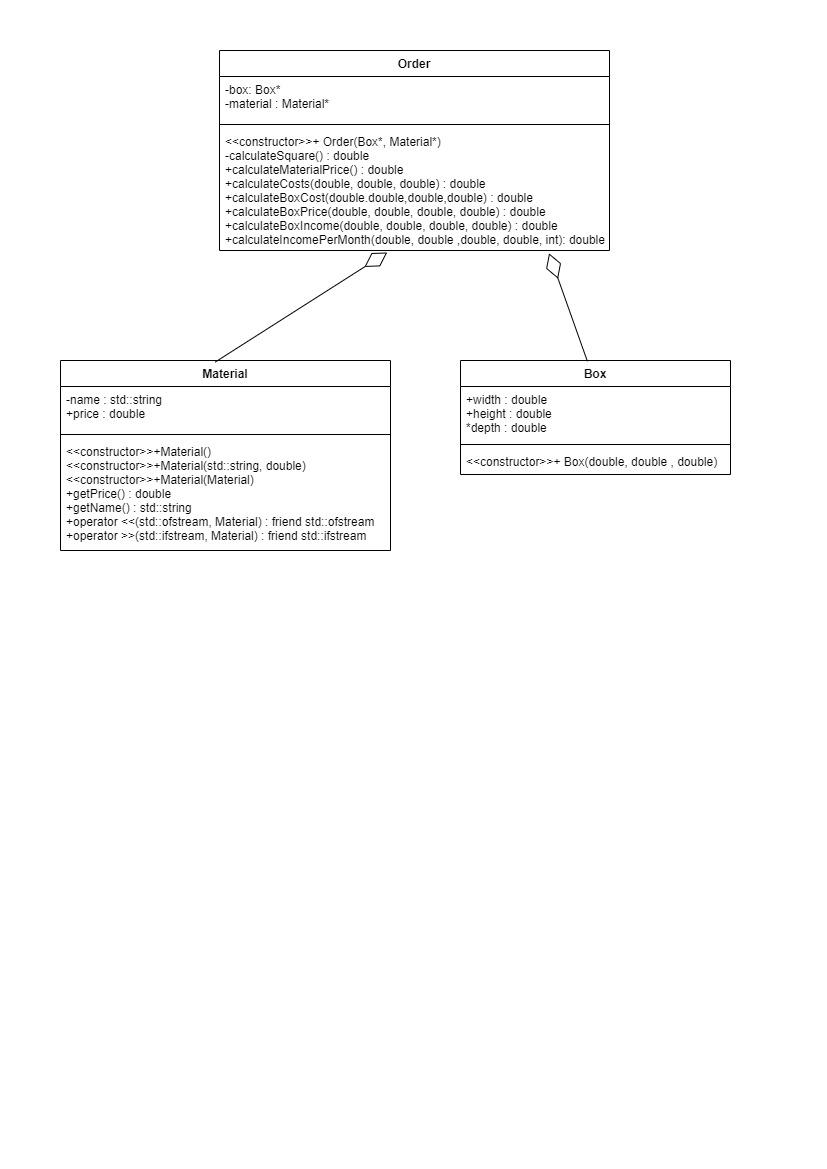 Order
-box: Box*
-material : Material*
<<constructor>>+ Order(Box*, Material*)
-calculateSquare() : double
+calculateMaterialPrice() : double
+calculateCosts(double, double, double) : double
+calculateBoxCost(double.double,double,double) : double
+calculateBoxPrice(double, double, double, double) : double
+calculateBoxIncome(double, double, double, double) : double
+calculateIncomePerMonth(double, double ,double, double, int): double
Material
-name : std::string
+price : double
<<constructor>>+Material()
<<constructor>>+Material(std::string, double)
<<constructor>>+Material(Material)
+getPrice() : double
+getName() : std::string
+operator <<(std::ofstream, Material) : friend std::ofstream
+operator >>(std::ifstream, Material) : friend std::ifstream
Box
+width : double
+height : double
*depth : double
<<constructor>>+ Box(double, double , double)